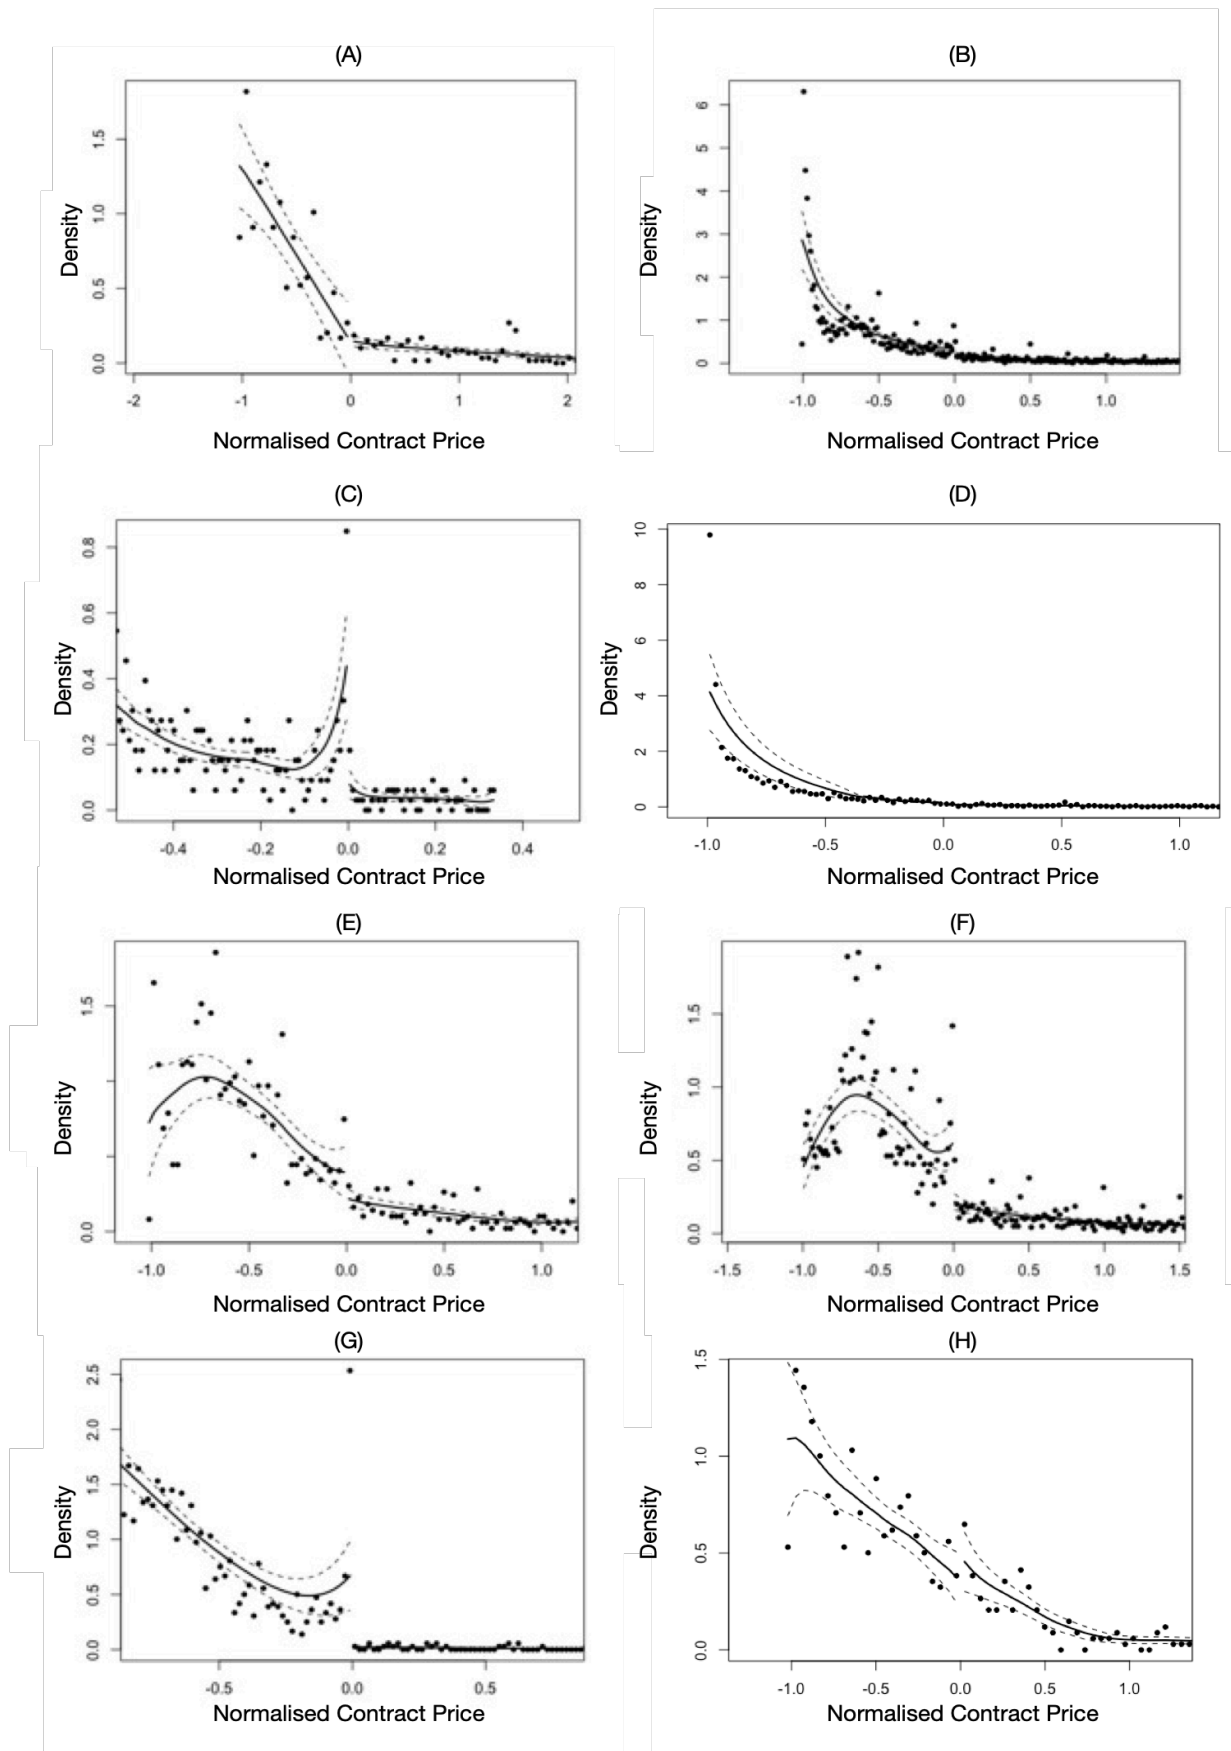 (A)
1.5
1.0
0.5
0.0
Density
-2 -1 0 1 2
Normalised Contract Price
(B)
6
5
4
3
2
1
0
Density
-1.0 -0.5 0.0 0.5 1.0
Normalised Contract Price
(C)
0.8
0.6
0.4
0.2
0.0
Density
-0.4 -0.2 0.0 0.2 0.4
Normalised Contract Price
(D)
10
8
6
4
2
0
Density
-1.0 -0.5 0.0 0.5 1.0
Normalised Contract Price
(E)
1.5
0.0
Density
-1.0 -0.5 0.0 0.5 1.0
Normalised Contract Price
(F)
1.5
1.0
0.5
0.0
Density
-1.5 -1.0 -0.5 0.0 0.5 1.0 1.5
Normalised Contract Price
(G)
2.5
2.0
1.5
1.0
0.5
0.0
Density
-0.5 0.0 0.5
Normalised Contract Price
(H)
1.5
1.0
0.5
0.0
Density
-1.0 -0.5 0.0 0.5 1.0
Normalised Contract Price